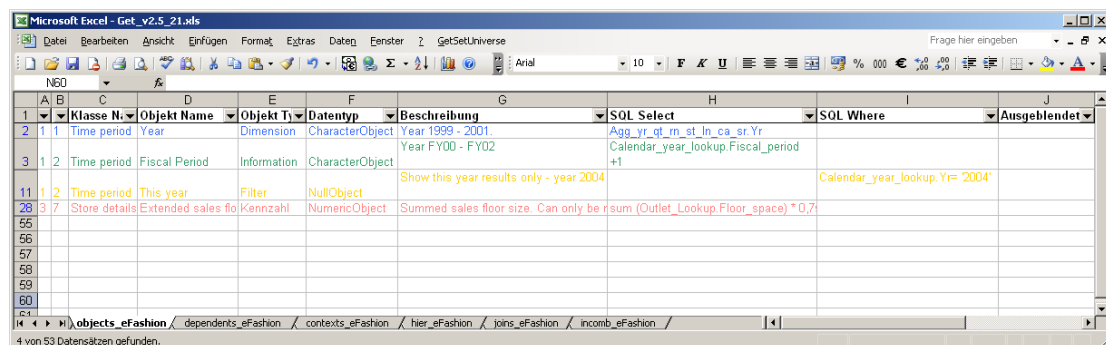 Microsoft Excel - Get_v2.5_21.xls
Datei Bearbeiten Ansicht Einfügen Format Extras Daten Fenster ? GetSetUniverse Frage hier eingeben
Arial 10 F K U % 000 €
N60 fx
A B C D E F G H I J
1 Klasse Na Objekt Name Objekt Ty Datentyp Beschreibung SQL Select SQL Where Ausgeblendet
2 1 1 Time period Year Dimension CharacterObject Year 1999 - 2001. Agg_yr_qt_rn_st_ln_ca_sr.Yr
Year FY00 - FY02 Calendar_year_lookup.Fiscal_period
3 1 2 Time period Fiscal Period Information CharacterObject +1
Show this year results only - year 2004 Calendar_year_lookup.Yr= '2004'
11 1 2 Time period This year Filter NullObject
28 3 7 Store details Extended sales flo Kennzahl NumericObject Summed sales floor size. Can only be r sum (Outlet_Lookup.Floor_space) * 0,7
55
56
57
58
59
60
61
objects_eFashion dependents_eFashion contexts_eFashion hier_eFashion joins_eFashion incomb_eFashion
4 von 53 Datensätzen gefunden.